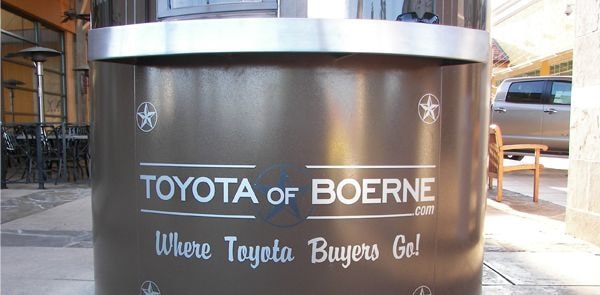 TOYOTA OF BOERNE
.com
Where Toyota Buyers Go!